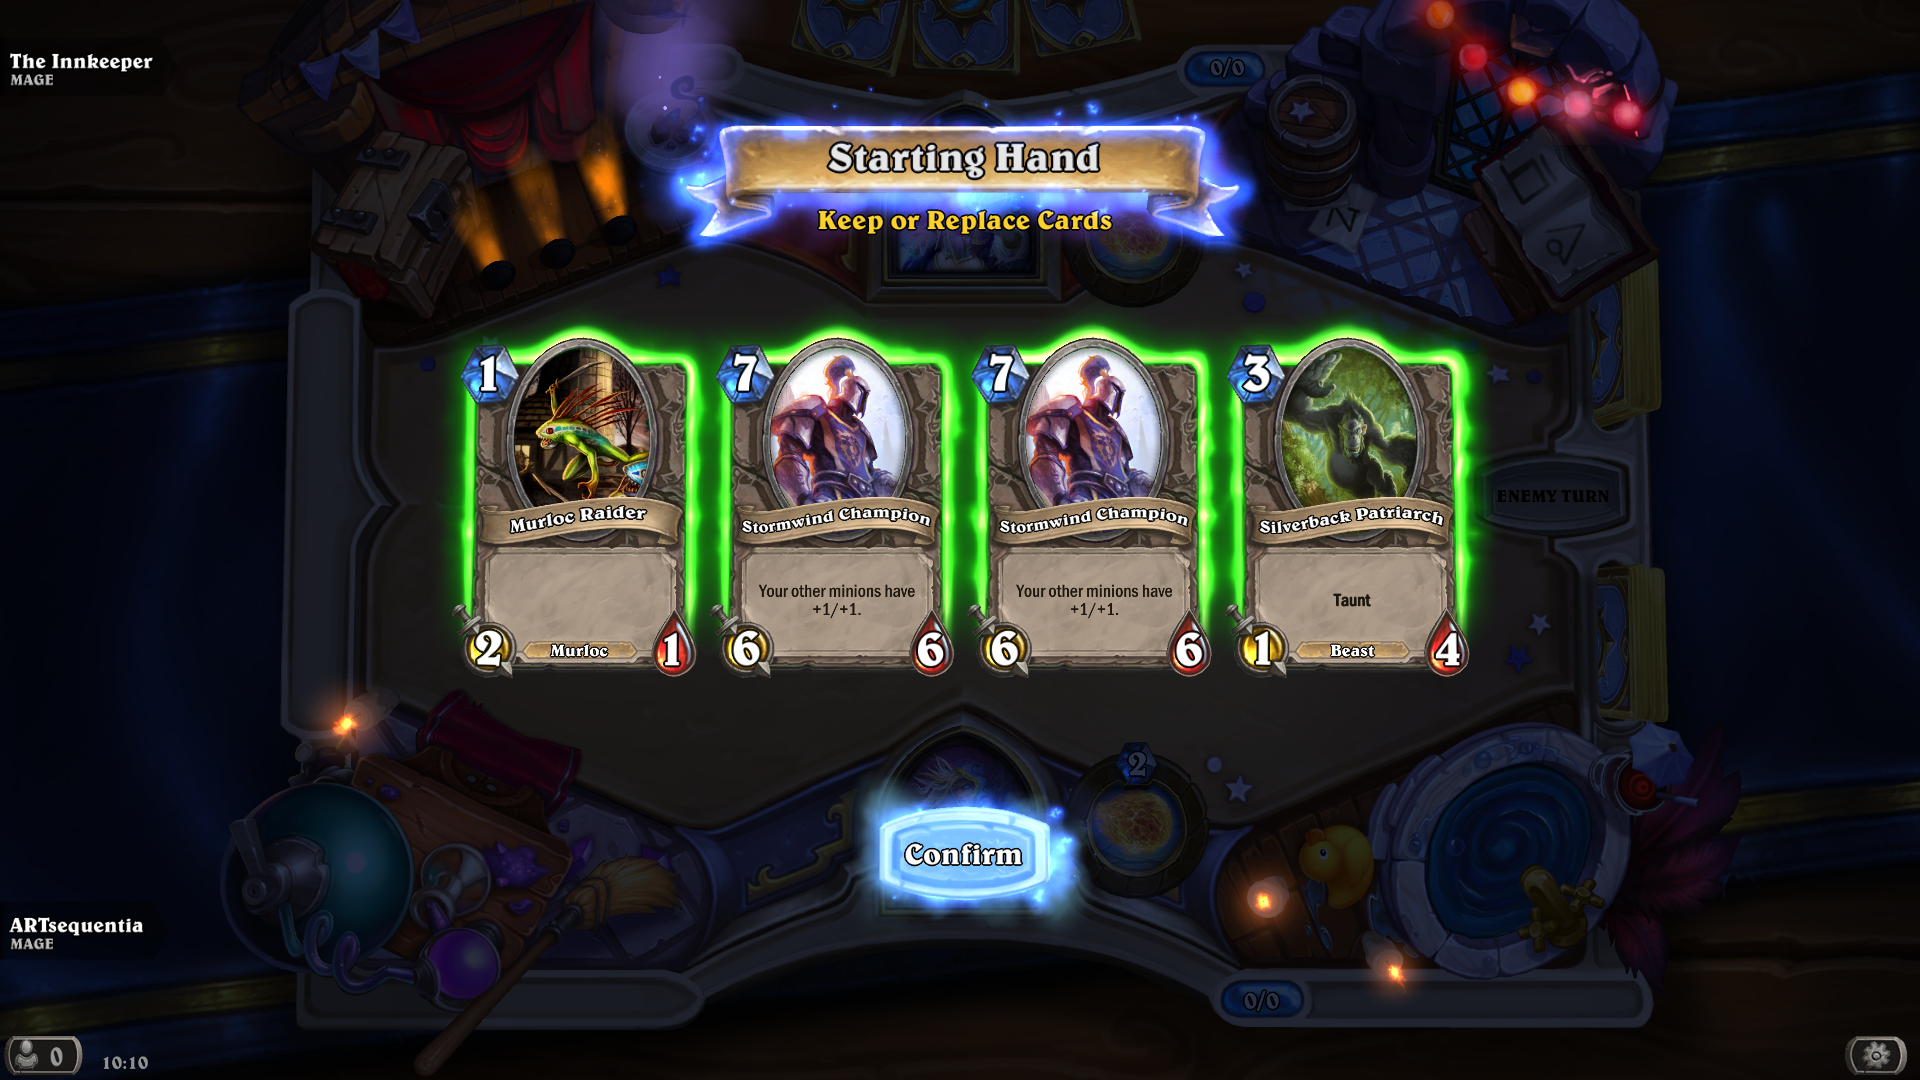 The Innkeeper
MAGE
0/0
Starting Hand
Keep or Replace Cards
1
7
7
3
Murloc Raider
Stormwind Champion
Stormwind Champion
Silverback Patriarch
ENEMY TURN
Your other minions have
+1/+1.
Your other minions have
+1/+1.
Taunt
2
Murloc
1
6
6
6
6
1
Beast
4
2
Confirm
ARTsequentia
MAGE
0/0
0
10:10